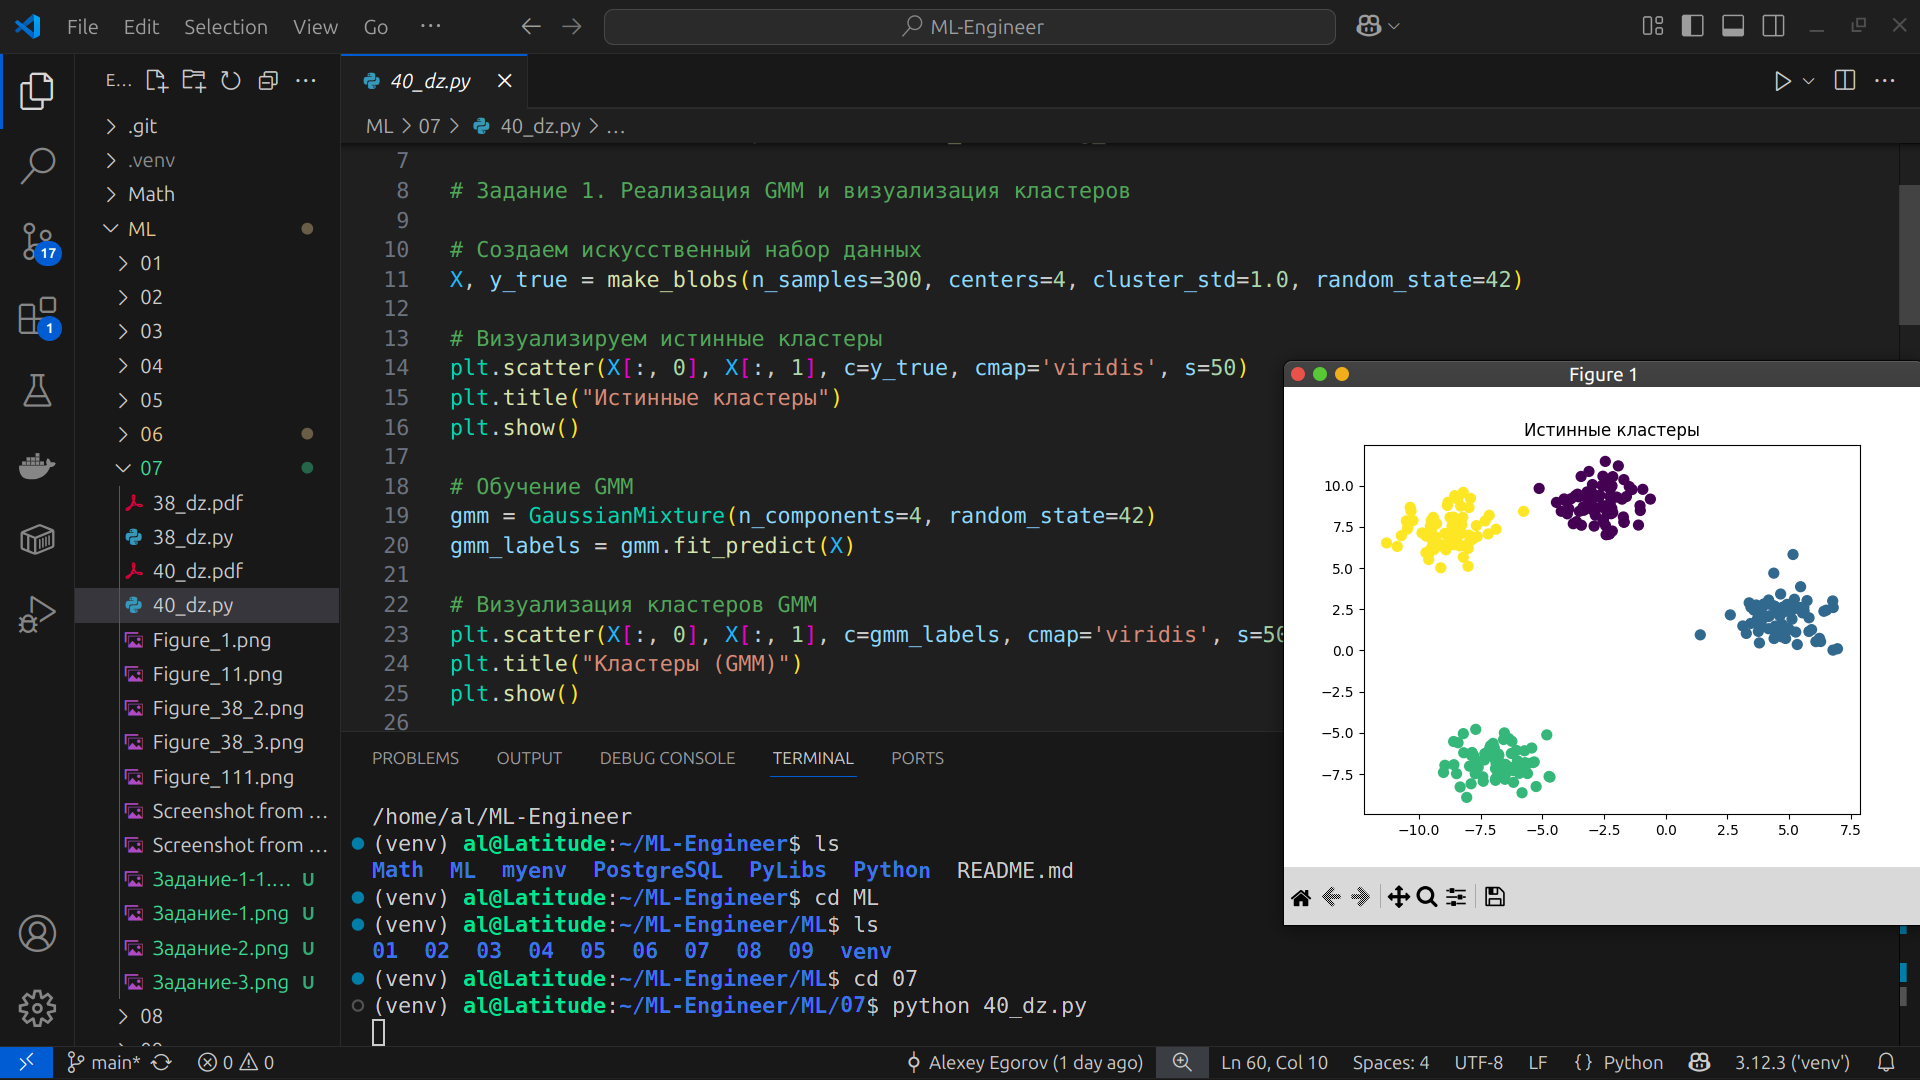 File Edit Selection View Go ...
ML-Engineer
E...
.git
.venv
Math
ML
01
02
03
04
05
06
07
38_dz.pdf
38_dz.py
40_dz.pdf
40_dz.py
Figure_1.png
Figure_11.png
Figure_38_2.png
Figure_38_3.png
Figure_111.png
Screenshot from ...
Screenshot from ...
Задание-1-1.... U
Задание-1.png U
Задание-2.png U
Задание-3.png U
08
17
1
40_dz.py
ML > 07 > 40_dz.py > ...
7
8 # Задание 1. Реализация GMM и визуализация кластеров
9
10 # Создаем искусственный набор данных
11 X, y_true = make_blobs(n_samples=300, centers=4, cluster_std=1.0, random_state=42)
12
13 # Визуализируем истинные кластеры
14 plt.scatter(X[:, 0], X[:, 1], c=y_true, cmap='viridis', s=50)
15 plt.title("Истинные кластеры")
16 plt.show()
17
18 # Обучение GMM
19 gmm = GaussianMixture(n_components=4, random_state=42)
20 gmm_labels = gmm.fit_predict(X)
21
22 # Визуализация кластеров GMM
23 plt.scatter(X[:, 0], X[:, 1], c=gmm_labels, cmap='viridis', s=50
24 plt.title("Кластеры (GMM)")
25 plt.show()
26
Figure 1
Истинные кластеры
10.0
7.5
5.0
2.5
0.0
−2.5
−5.0
−7.5
−10.0 −7.5 −5.0 −2.5 0.0 2.5 5.0 7.5
PROBLEMS OUTPUT DEBUG CONSOLE TERMINAL PORTS
/home/al/ML-Engineer
(venv) al@Latitude:~/ML-Engineer$ ls
Math ML myenv PostgreSQL PyLibs Python README.md
(venv) al@Latitude:~/ML-Engineer$ cd ML
(venv) al@Latitude:~/ML-Engineer/ML$ ls
01 02 03 04 05 06 07 08 09 venv
(venv) al@Latitude:~/ML-Engineer/ML$ cd 07
(venv) al@Latitude:~/ML-Engineer/ML/07$ python 40_dz.py
main* 0 0 Alexey Egorov (1 day ago) Ln 60, Col 10 Spaces: 4 UTF-8 LF {} Python 3.12.3 ('venv')